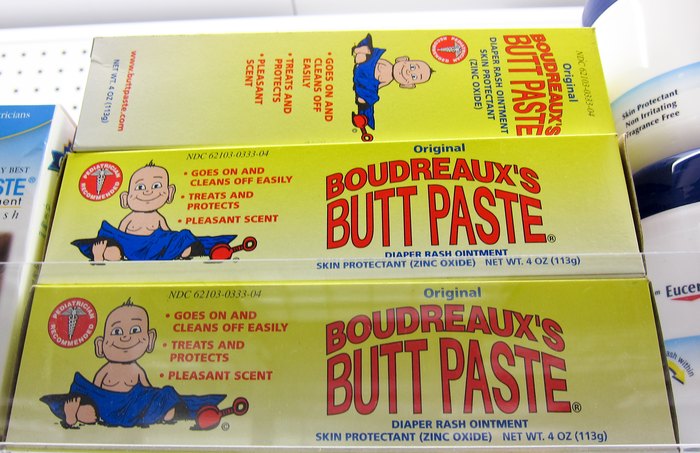 www.buttpaste.com
NET WT. 4 OZ (113g)
• GOES ON AND
CLEANS OFF
EASILY
• TREATS AND
PROTECTS
• PLEASANT
SCENT
PEDIATRICIAN
RECOMMENDED
NDC 62103-0333-04
Original
BOUDREAUX'S
BUTT PASTE
DIAPER RASH OINTMENT
SKIN PROTECTANT
(ZINC OXIDE)
PEDIATRICIAN
RECOMMENDED
NDC 62103-0333-04
• GOES ON AND
CLEANS OFF EASILY
• TREATS AND
PROTECTS
• PLEASANT SCENT
Original
BOUDREAUX'S
BUTT PASTE®
DIAPER RASH OINTMENT
SKIN PROTECTANT (ZINC OXIDE) NET WT. 4 OZ (113g)
PEDIATRICIAN
RECOMMENDED
NDC 62103-0333-04
• GOES ON AND
CLEANS OFF EASILY
• TREATS AND
PROTECTS
• PLEASANT SCENT
©
Original
BOUDREAUX'S
BUTT PASTE®
DIAPER RASH OINTMENT
SKIN PROTECTANT (ZINC OXIDE) NET WT. 4 OZ (113g)
Skin Protectant
Non Irritating
Fragrance Free
Eucer
BEST
STE®